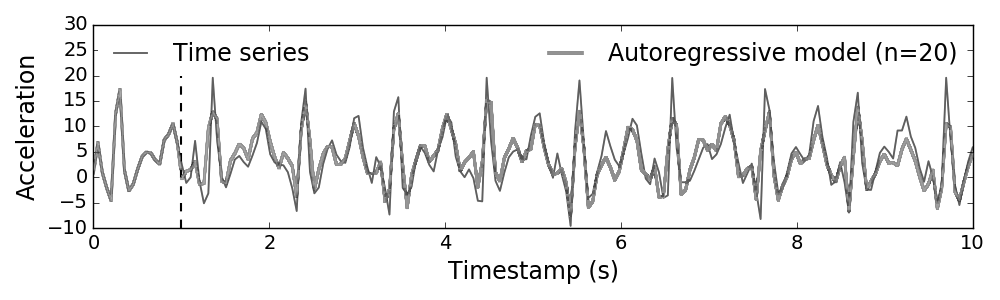 30
25
20
15
10
5
0
−5
−10
Acceleration
Time series
Autoregressive model (n=20)
0 2 4 6 8 10
Timestamp (s)